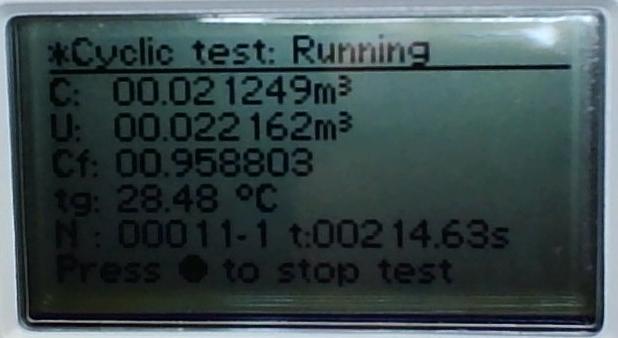 *Cyclic test: Running
C: 00.021249m³
U: 00.022162m³
Cf: 00.958803
tg: 28.48 °C
N : 00011-1 t:00214.63s
Press ● to stop test